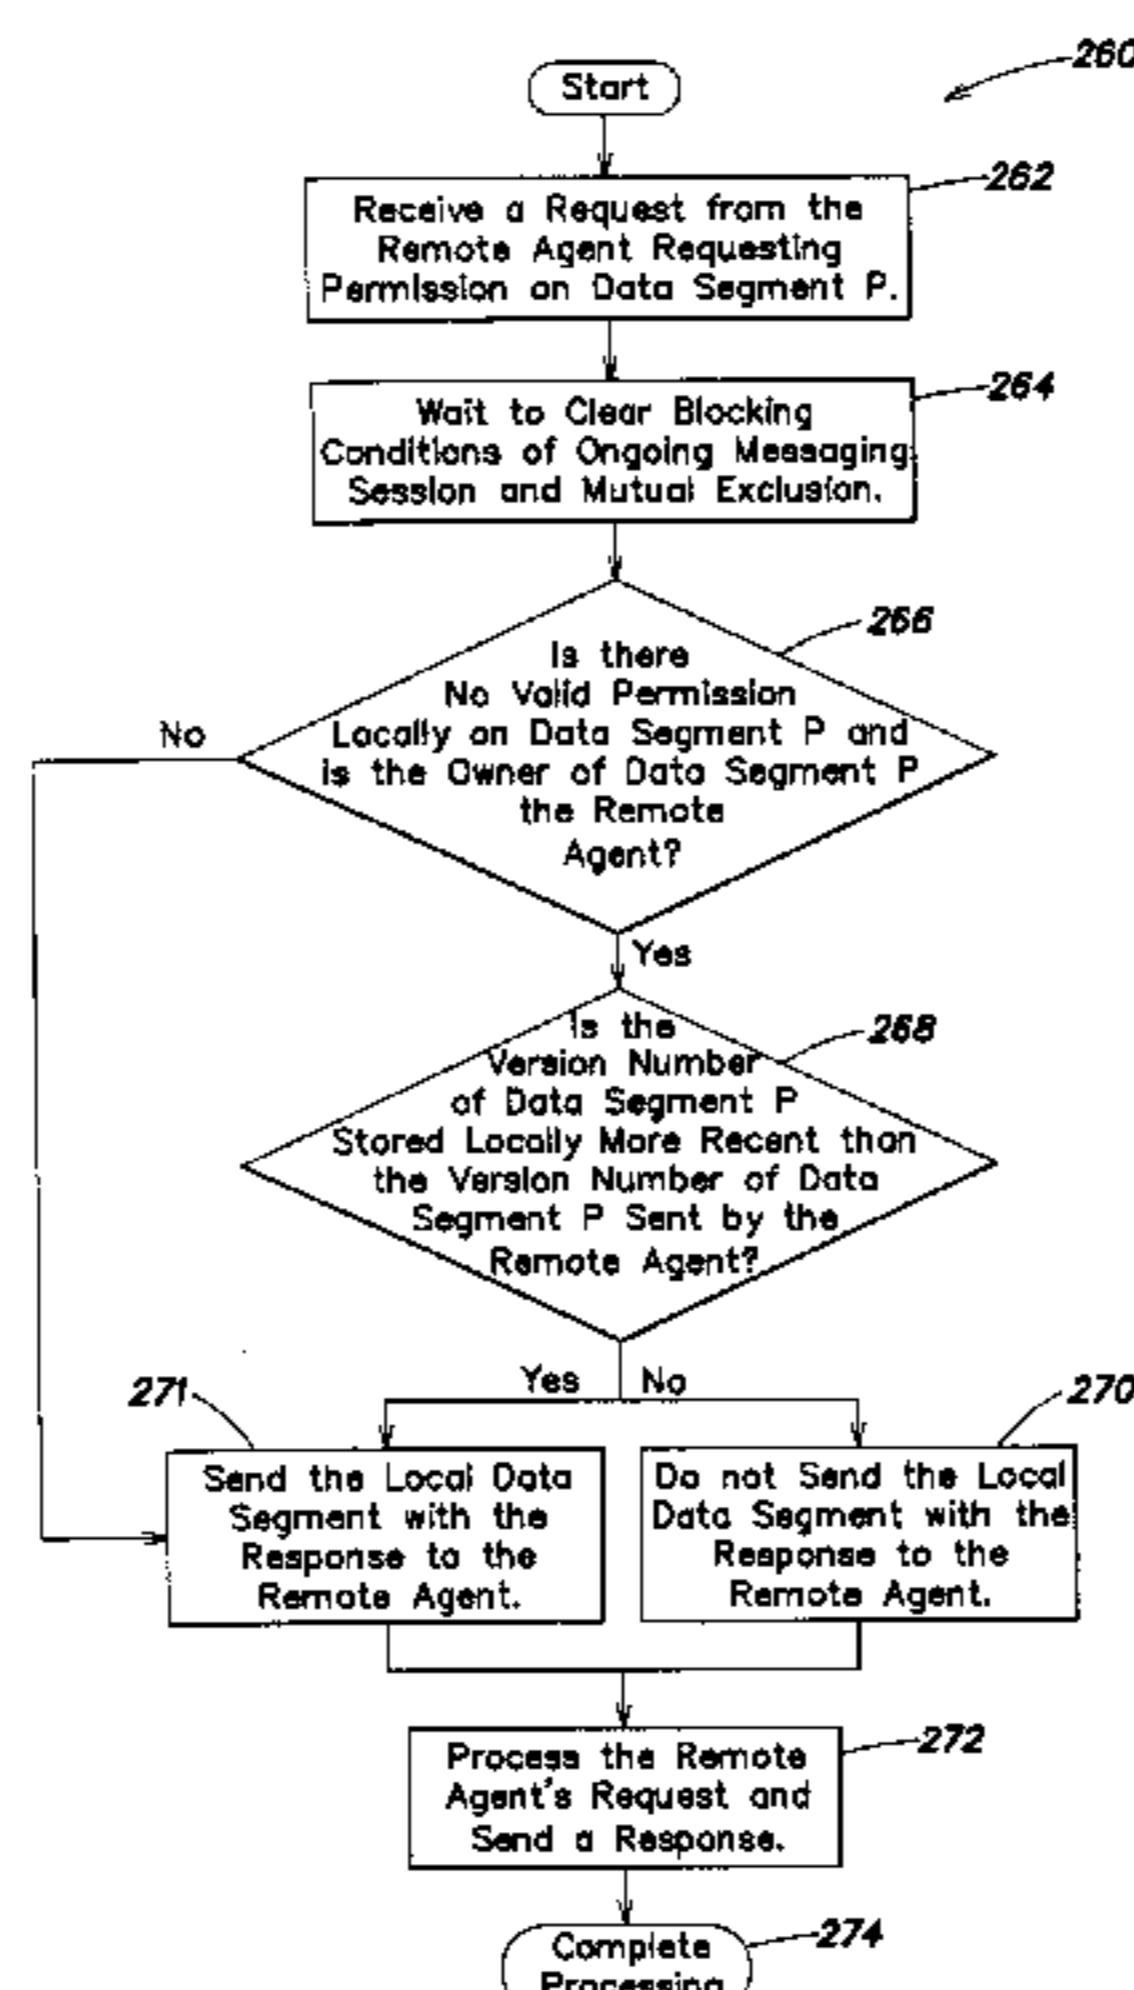 260
Start
262
Receive a Request from the
Remote Agent Requesting
Permission on Data Segment P.
264
Wait to Clear Blocking
Conditions of Ongoing Messaging
Session and Mutual Exclusion.
266
Is there
No Valid Permission
Locally on Data Segment P and
is the Owner of Data Segment P
the Remote
Agent?
No
Yes
268
Is the
Version Number
of Data Segment P
Stored Locally More Recent than
the Version Number of Data
Segment P Sent by the
Remote Agent?
Yes No
271
270
Send the Local Data
Segment with the
Response to the
Remote Agent.
Do not Send the Local
Data Segment with the
Response to the
Remote Agent.
272
Process the Remote
Agent's Request and
Send a Response.
274
Complete
Processing